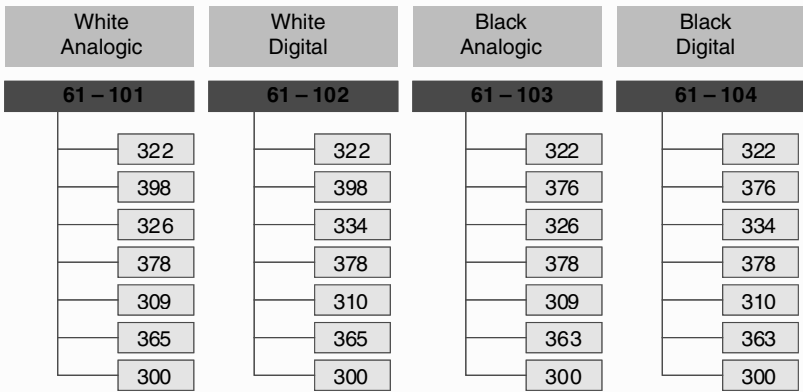 White
Analogic
White
Digital
Black
Analogic
Black
Digital
61 – 101
61 – 102
61 – 103
61 – 104
322
322
322
322
398
398
376
376
326
334
326
334
378
378
378
378
309
310
309
310
365
365
363
363
300
300
300
300